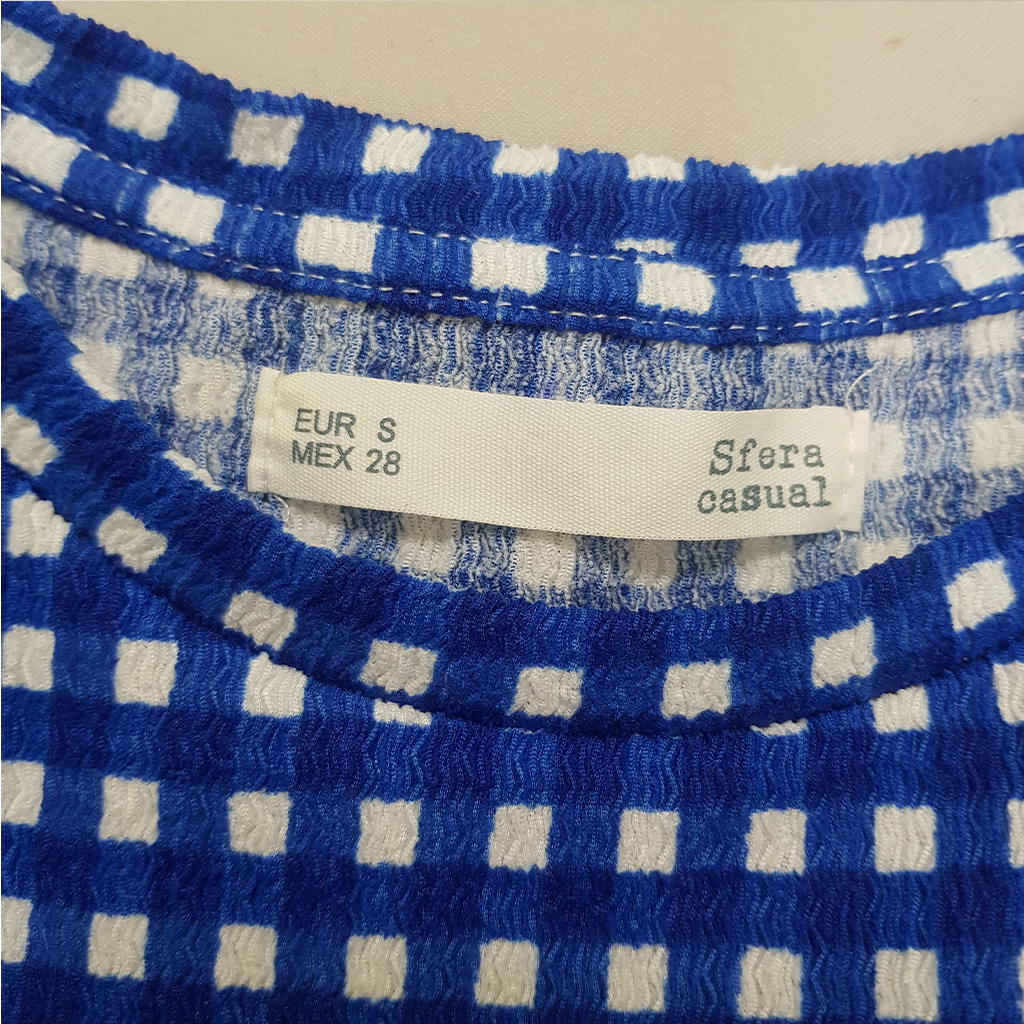 EUR S
MEX 28
Sfera
casual